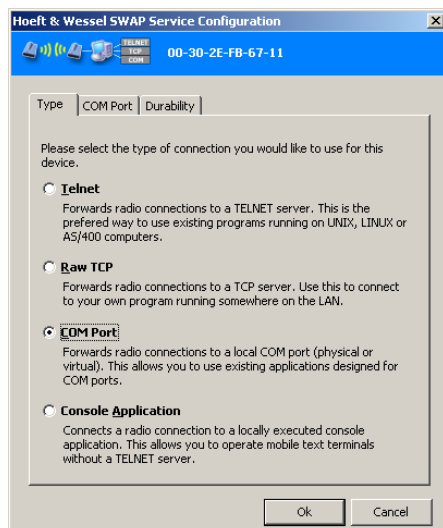 Hoeft & Wessel SWAP Service Configuration
TELNET
TCP
COM
00-30-2E-FB-67-11
Type
COM Port
Durability
Please select the type of connection you would like to use for this
device.
Telnet
Forwards radio connections to a TELNET server. This is the
prefered way to use existing programs running on UNIX, LINUX or
AS/400 computers.
Raw TCP
Forwards radio connections to a TCP server. Use this to connect
to your own program running somewhere on the LAN.
COM Port
Forwards radio connections to a local COM port (physical or
virtual). This allows you to use existing applications designed for
COM ports.
Console Application
Connects a radio connection to a locally executed console
application. This allows you to operate mobile text terminals
without a TELNET server.
Ok
Cancel